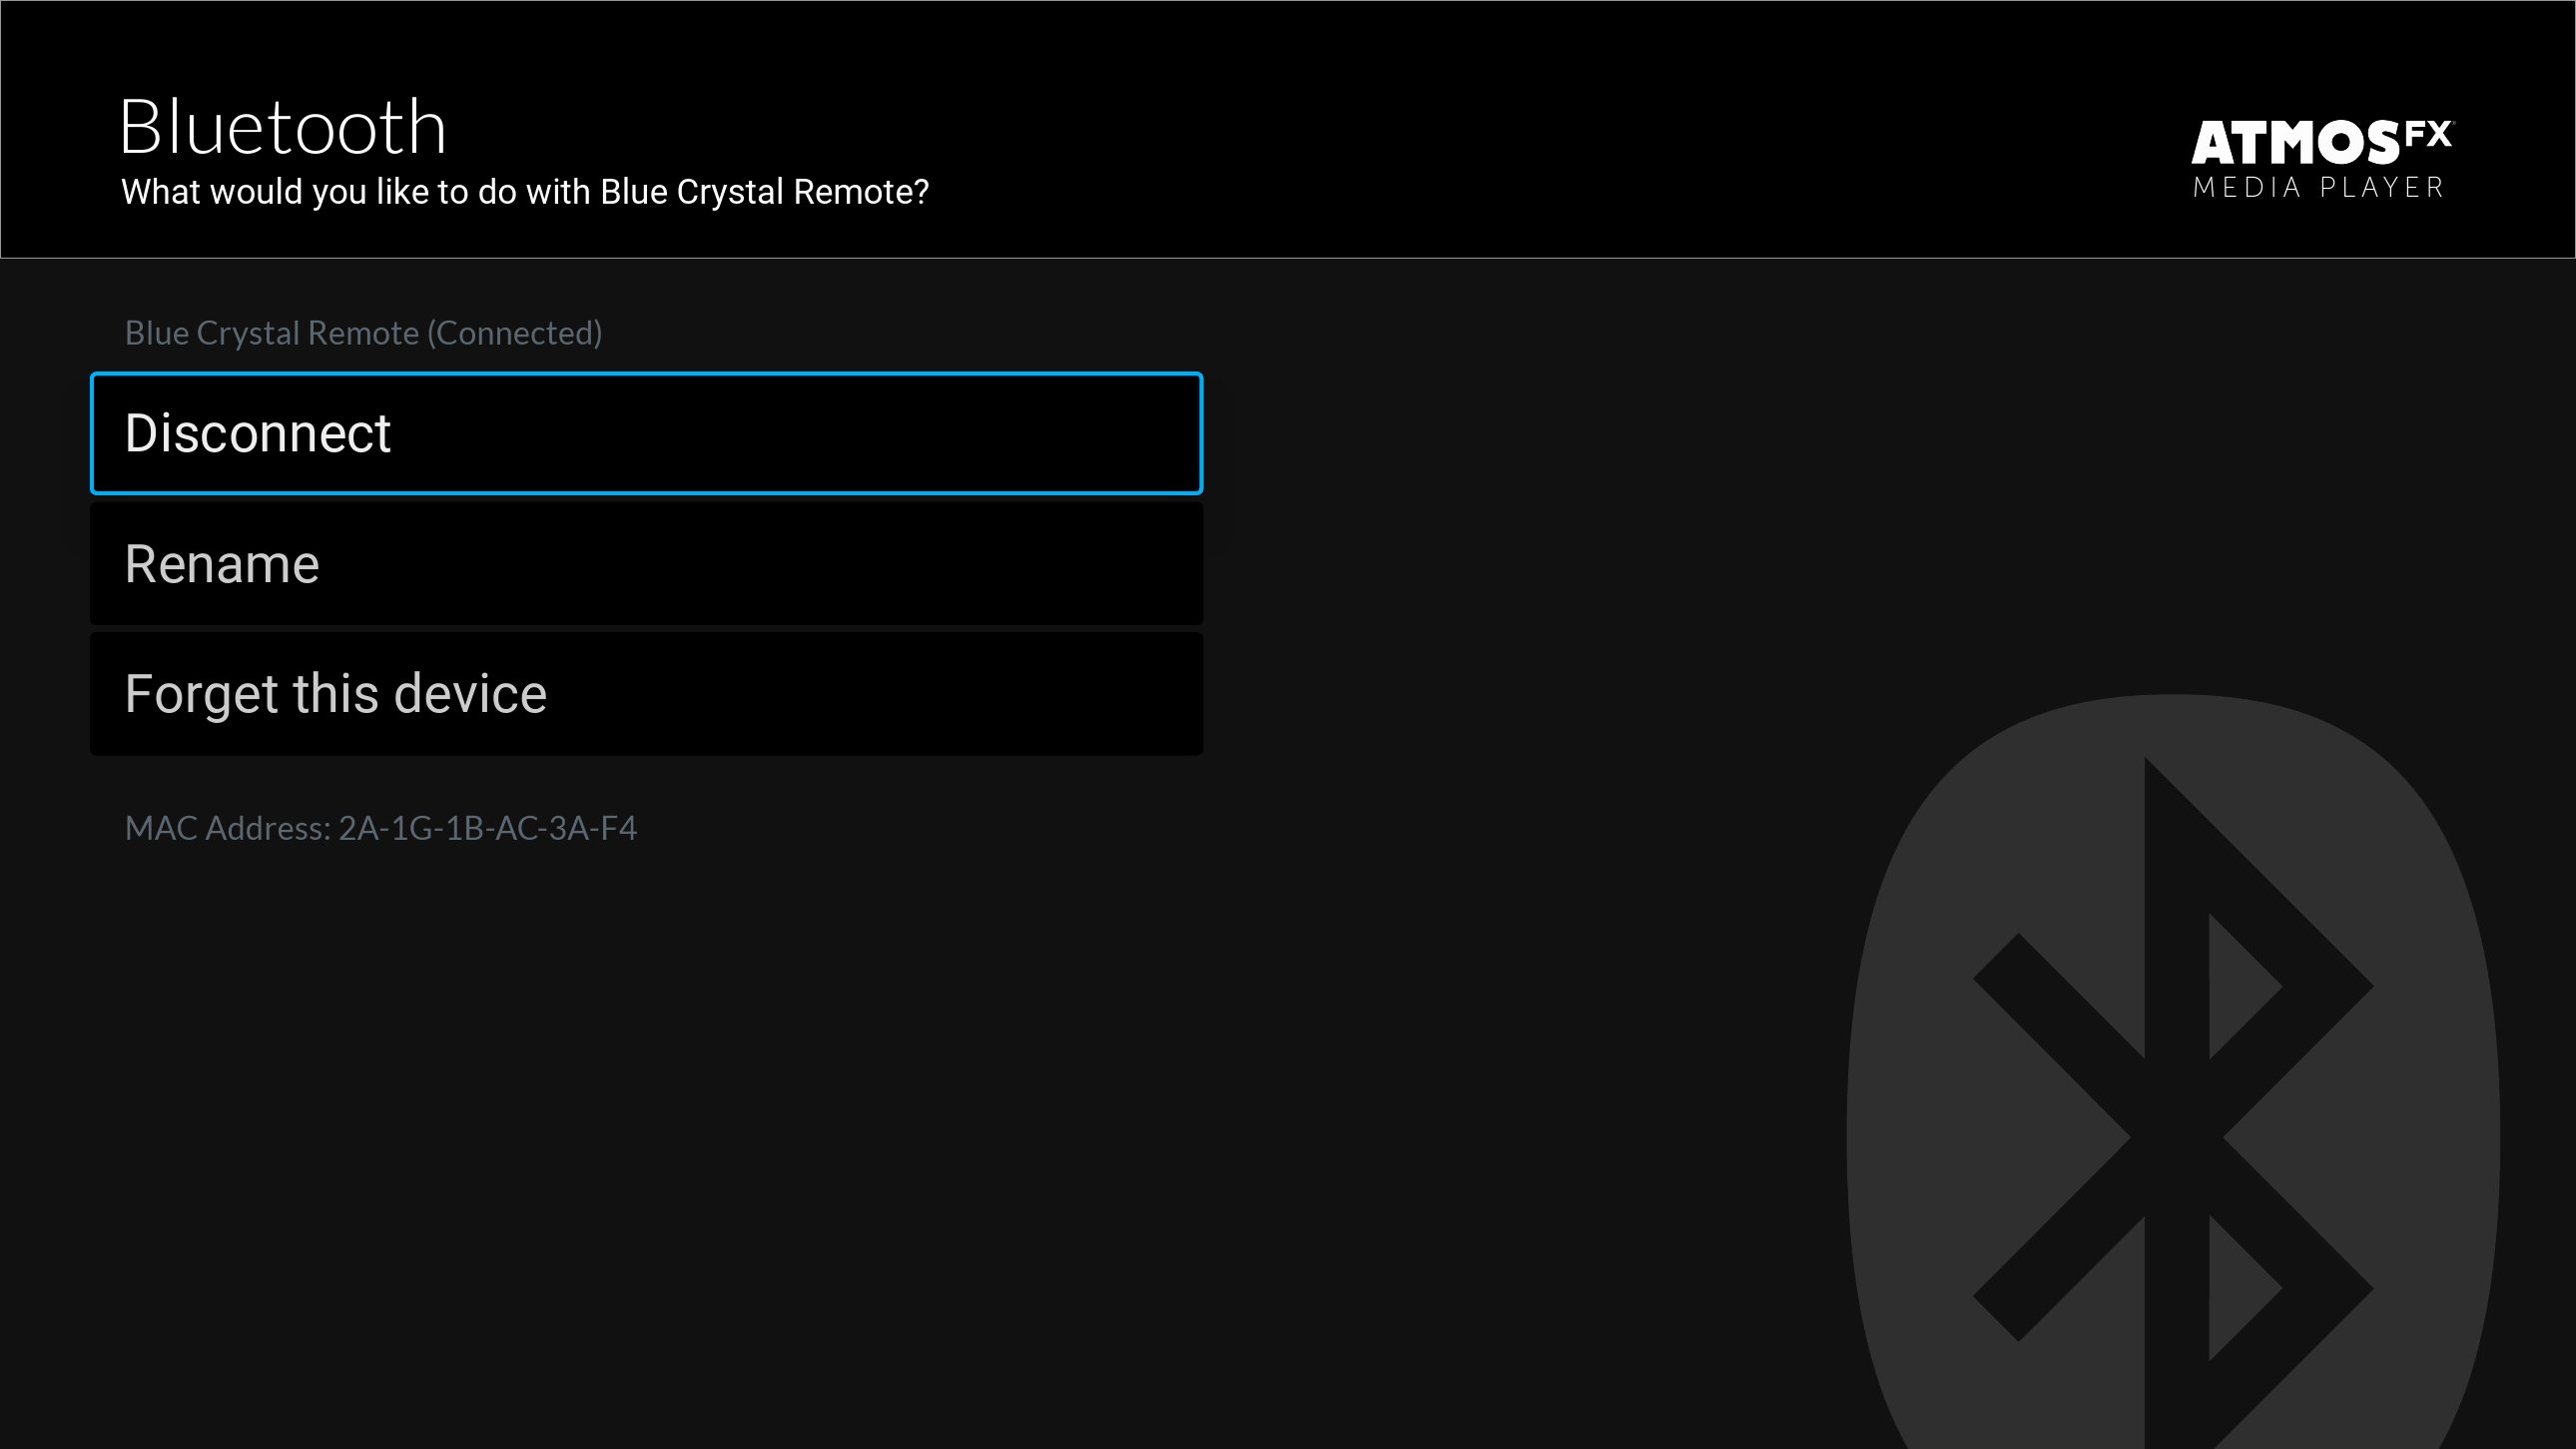 Bluetooth
What would you like to do with Blue Crystal Remote?
ATMOSFX
MEDIA PLAYER
Blue Crystal Remote (Connected)
Disconnect
Rename
Forget this device
MAC Address: 2A-1G-1B-AC-3A-F4